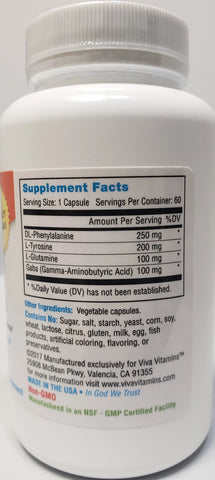 Supplement Facts
Serving Size: 1 Capsule Servings Per Container: 60
Amount Per Serving %DV
DL-Phenylalanine 250 mg *
L-Tyrosine 200 mg *
L-Glutamine 100 mg *
Gaba (Gamma-Aminobutyric Acid) 100 mg *
* %Daily Value (DV) has not been established.
Other Ingredients: Vegetable capsules.
Contains No: Sugar, salt, starch, yeast, corn, soy,
wheat, lactose, citrus, gluten, milk, egg, fish
products, artificial coloring, flavoring, or
preservatives.
©2017 Manufactured exclusively for Viva Vitamins™
25908 McBean Pkwy, Valencia, CA 91355
For more information visit www.vivavitamins.com
MADE IN THE USA • In God We Trust
Non-GMO
Manufactured in an NSF - GMP Certified Facility